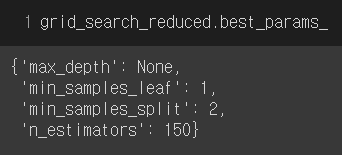 1 grid_search_reduced.best_params_
{'max_depth': None,
'min_samples_leaf': 1,
'min_samples_split': 2,
'n_estimators': 150}